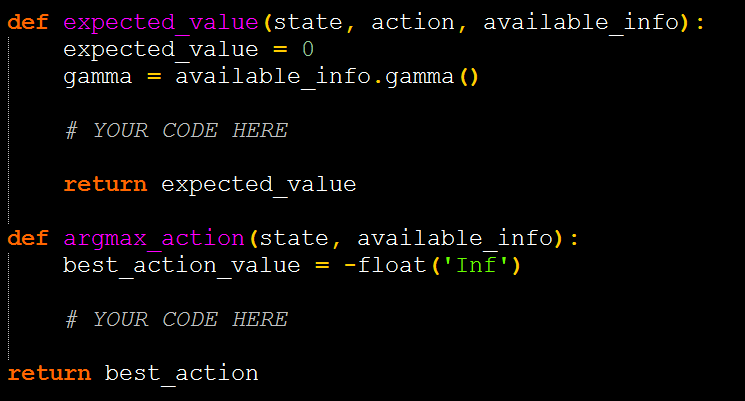 def expected_value(state, action, available_info):
    expected_value = 0
    gamma = available_info.gamma()
    # YOUR CODE HERE
    return expected_value
def argmax_action(state, available_info):
    best_action_value = -float('Inf')
    # YOUR CODE HERE
return best_action